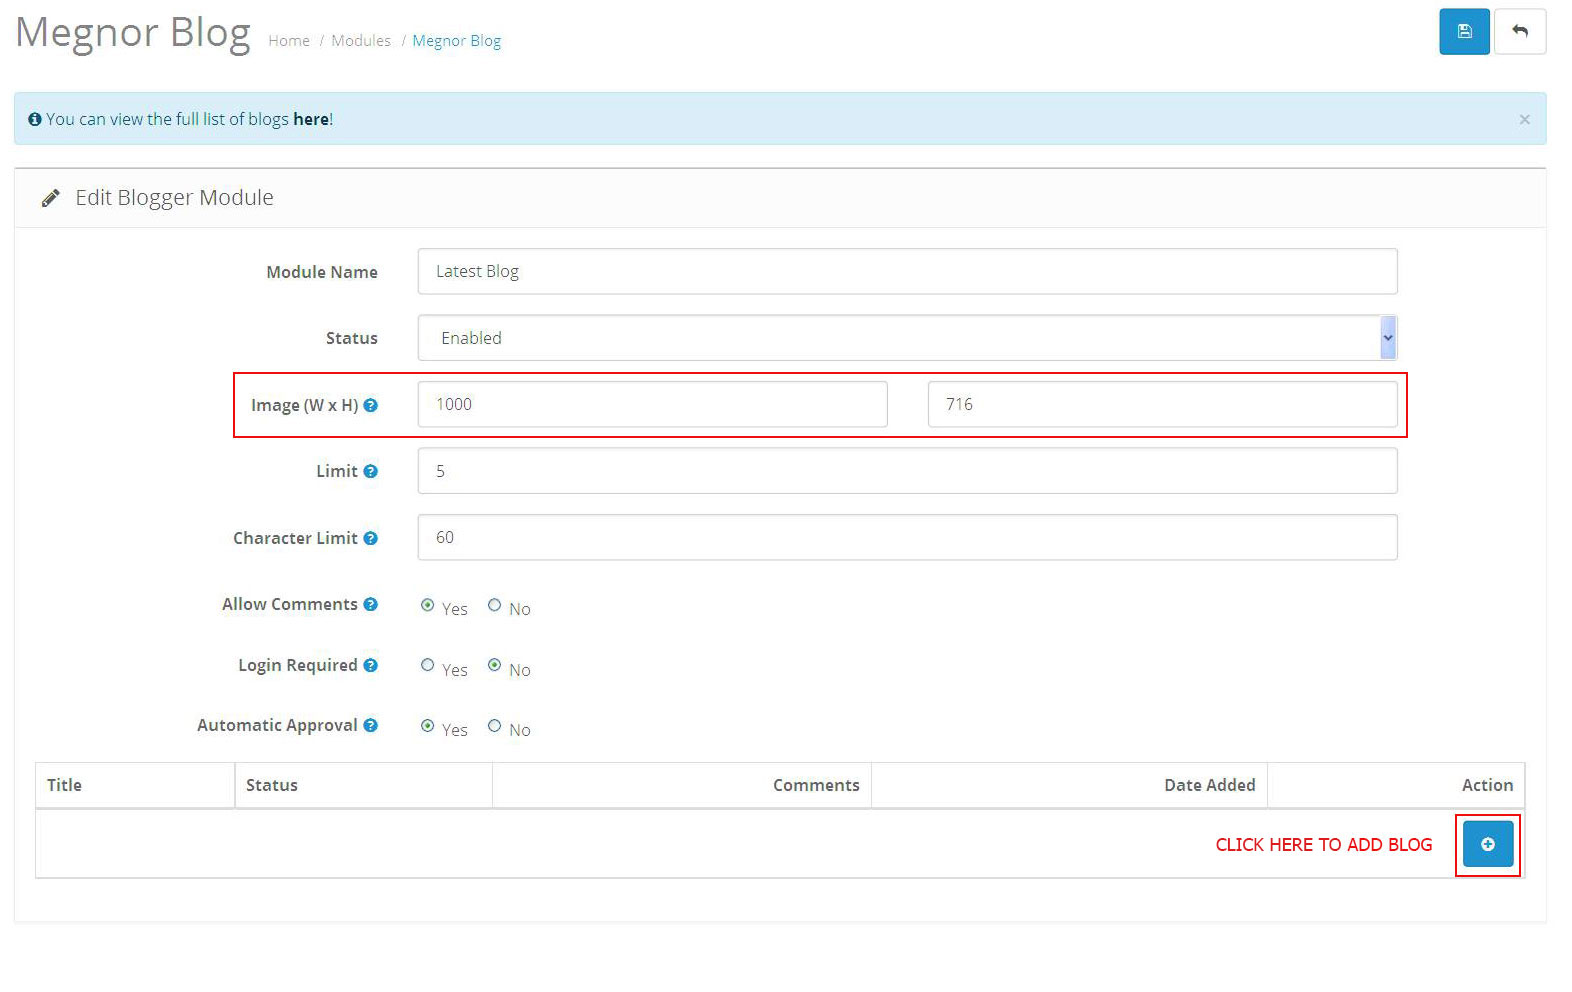 Megnor Blog Home / Modules / Megnor Blog
You can view the full list of blogs here! ×
Edit Blogger Module
Module Name Latest Blog
Status Enabled
Image (W x H) ? 1000 716
Limit ? 5
Character Limit ? 60
Allow Comments ? Yes No
Login Required ? Yes No
Automatic Approval ? Yes No
Title Status Comments Date Added Action
CLICK HERE TO ADD BLOG